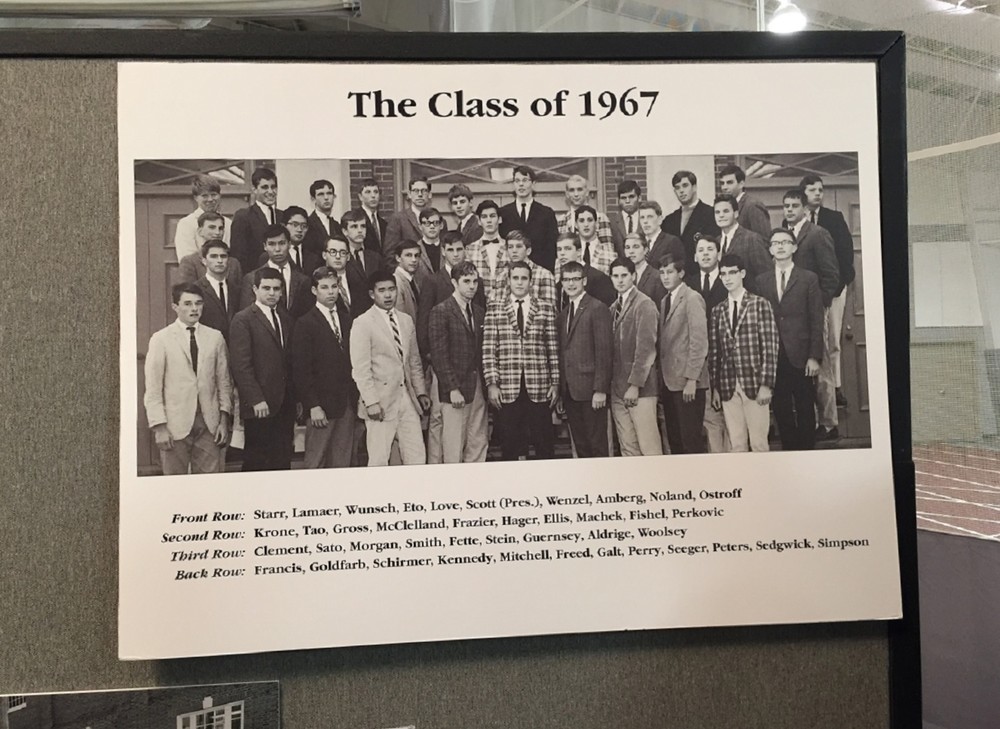 The Class of 1967
Front Row: Starr, Lamaer, Wunsch, Eto, Love, Scott (Pres.), Wenzel, Amberg, Noland, Ostroff
Second Row: Krone, Tao, Gross, McClelland, Frazier, Hager, Ellis, Machek, Fishel, Perkovic
Third Row: Clement, Sato, Morgan, Smith, Fette, Stein, Guernsey, Aldrige, Woolsey
Back Row: Francis, Goldfarb, Schirmer, Kennedy, Mitchell, Freed, Galt, Perry, Seeger, Peters, Sedgwick, Simpson